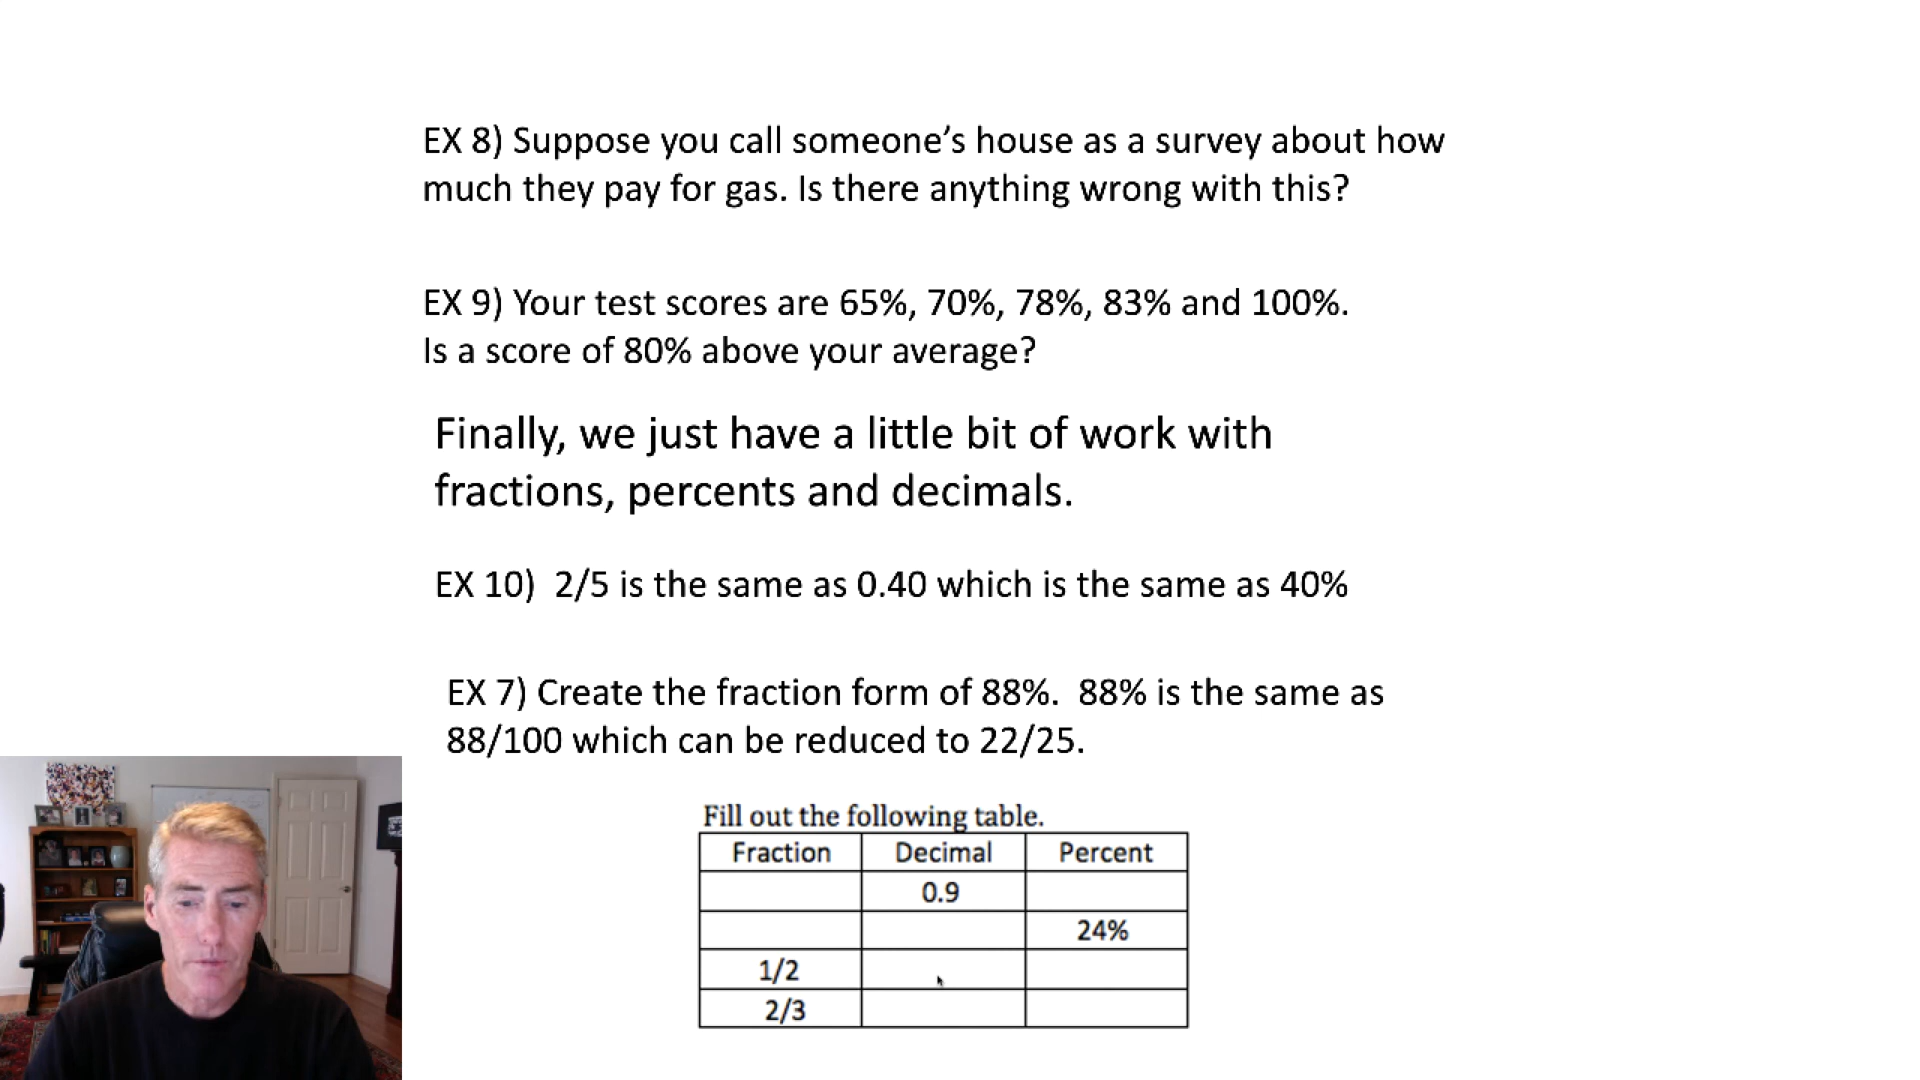 EX 8) Suppose you call someone’s house as a survey about how
much they pay for gas. Is there anything wrong with this?
EX 9) Your test scores are 65%, 70%, 78%, 83% and 100%.
Is a score of 80% above your average?
Finally, we just have a little bit of work with
fractions, percents and decimals.
EX 10)  2/5 is the same as 0.40 which is the same as 40%
EX 7) Create the fraction form of 88%.  88% is the same as
88/100 which can be reduced to 22/25.
Fill out the following table.
Fraction Decimal Percent
0.9
24%
1/2
2/3